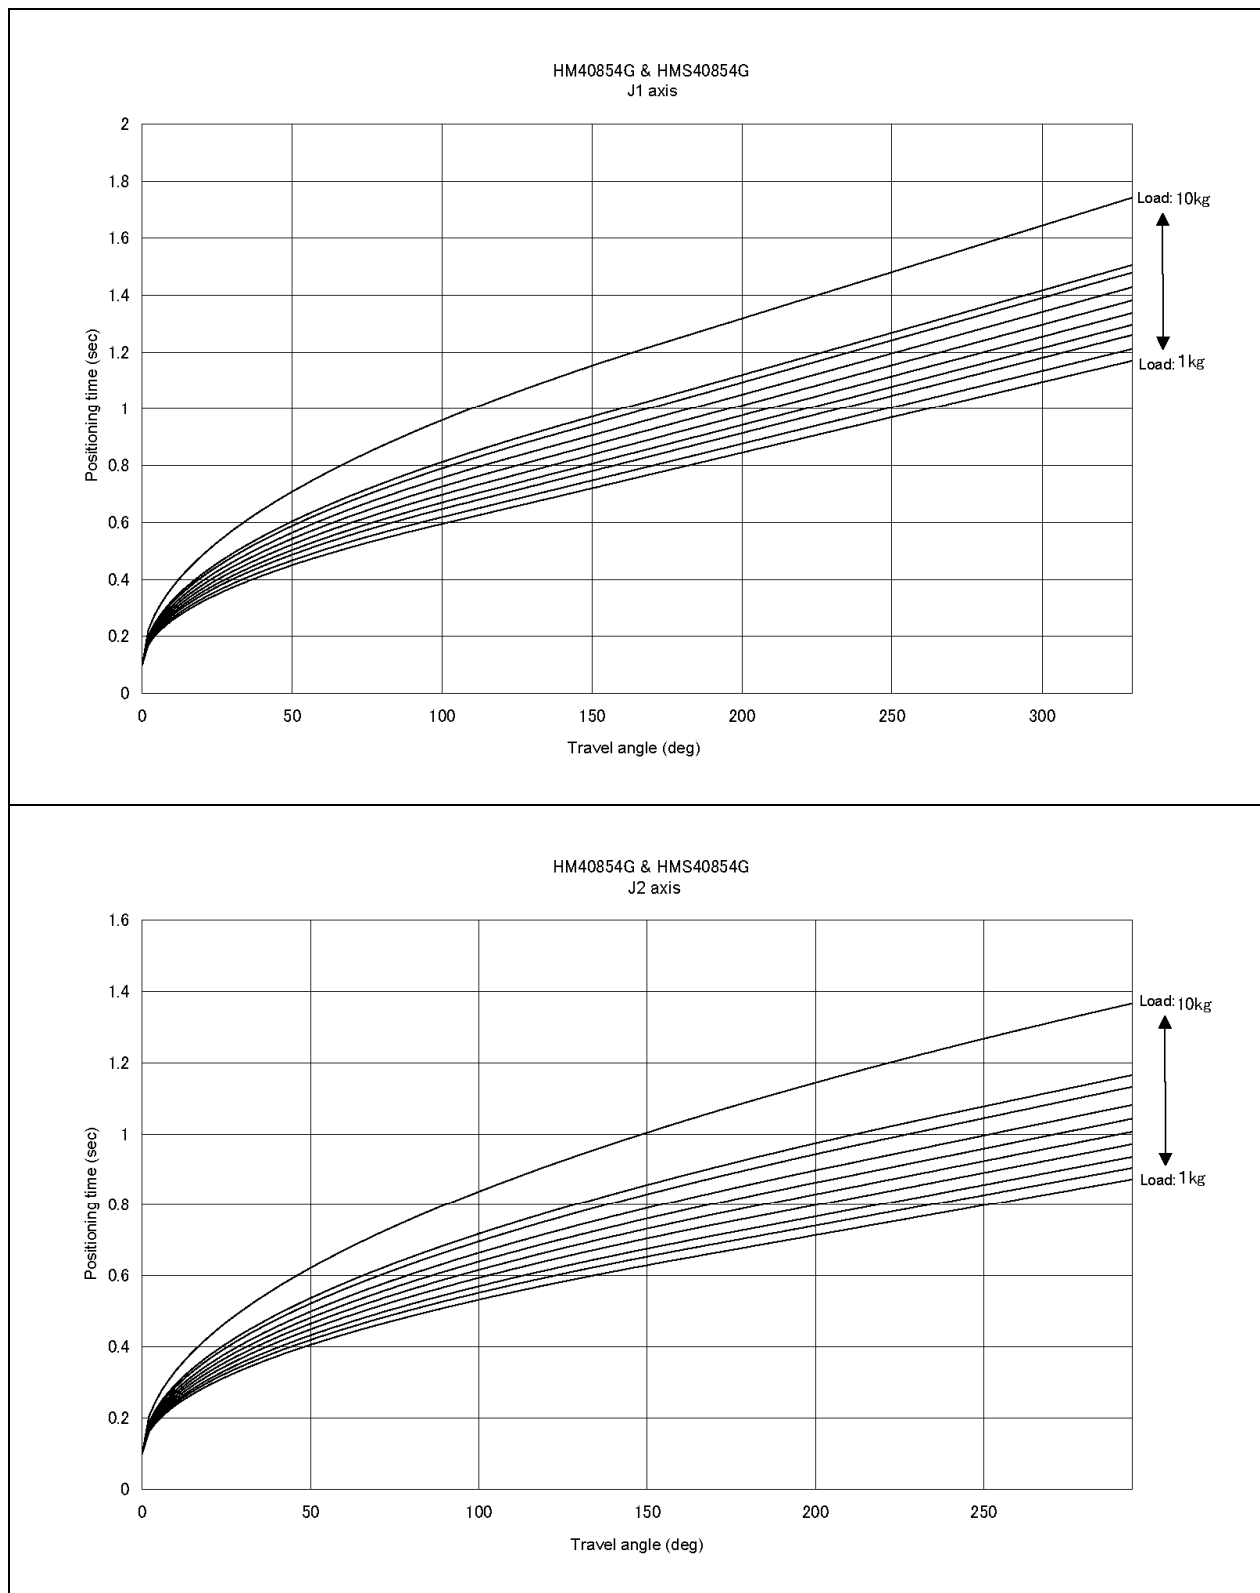 HM40854G & HMS40854G
J1 axis
2
1.8
1.6
1.4
1.2
1
0.8
0.6
0.4
0.2
0
Positioning time (sec)
Load: 10kg
Load: 1kg
0 50 100 150 200 250 300
Travel angle (deg)
HM40854G & HMS40854G
J2 axis
1.6
1.4
1.2
1
0.8
0.6
0.4
0.2
0
Positioning time (sec)
Load: 10kg
Load: 1kg
0 50 100 150 200 250
Travel angle (deg)